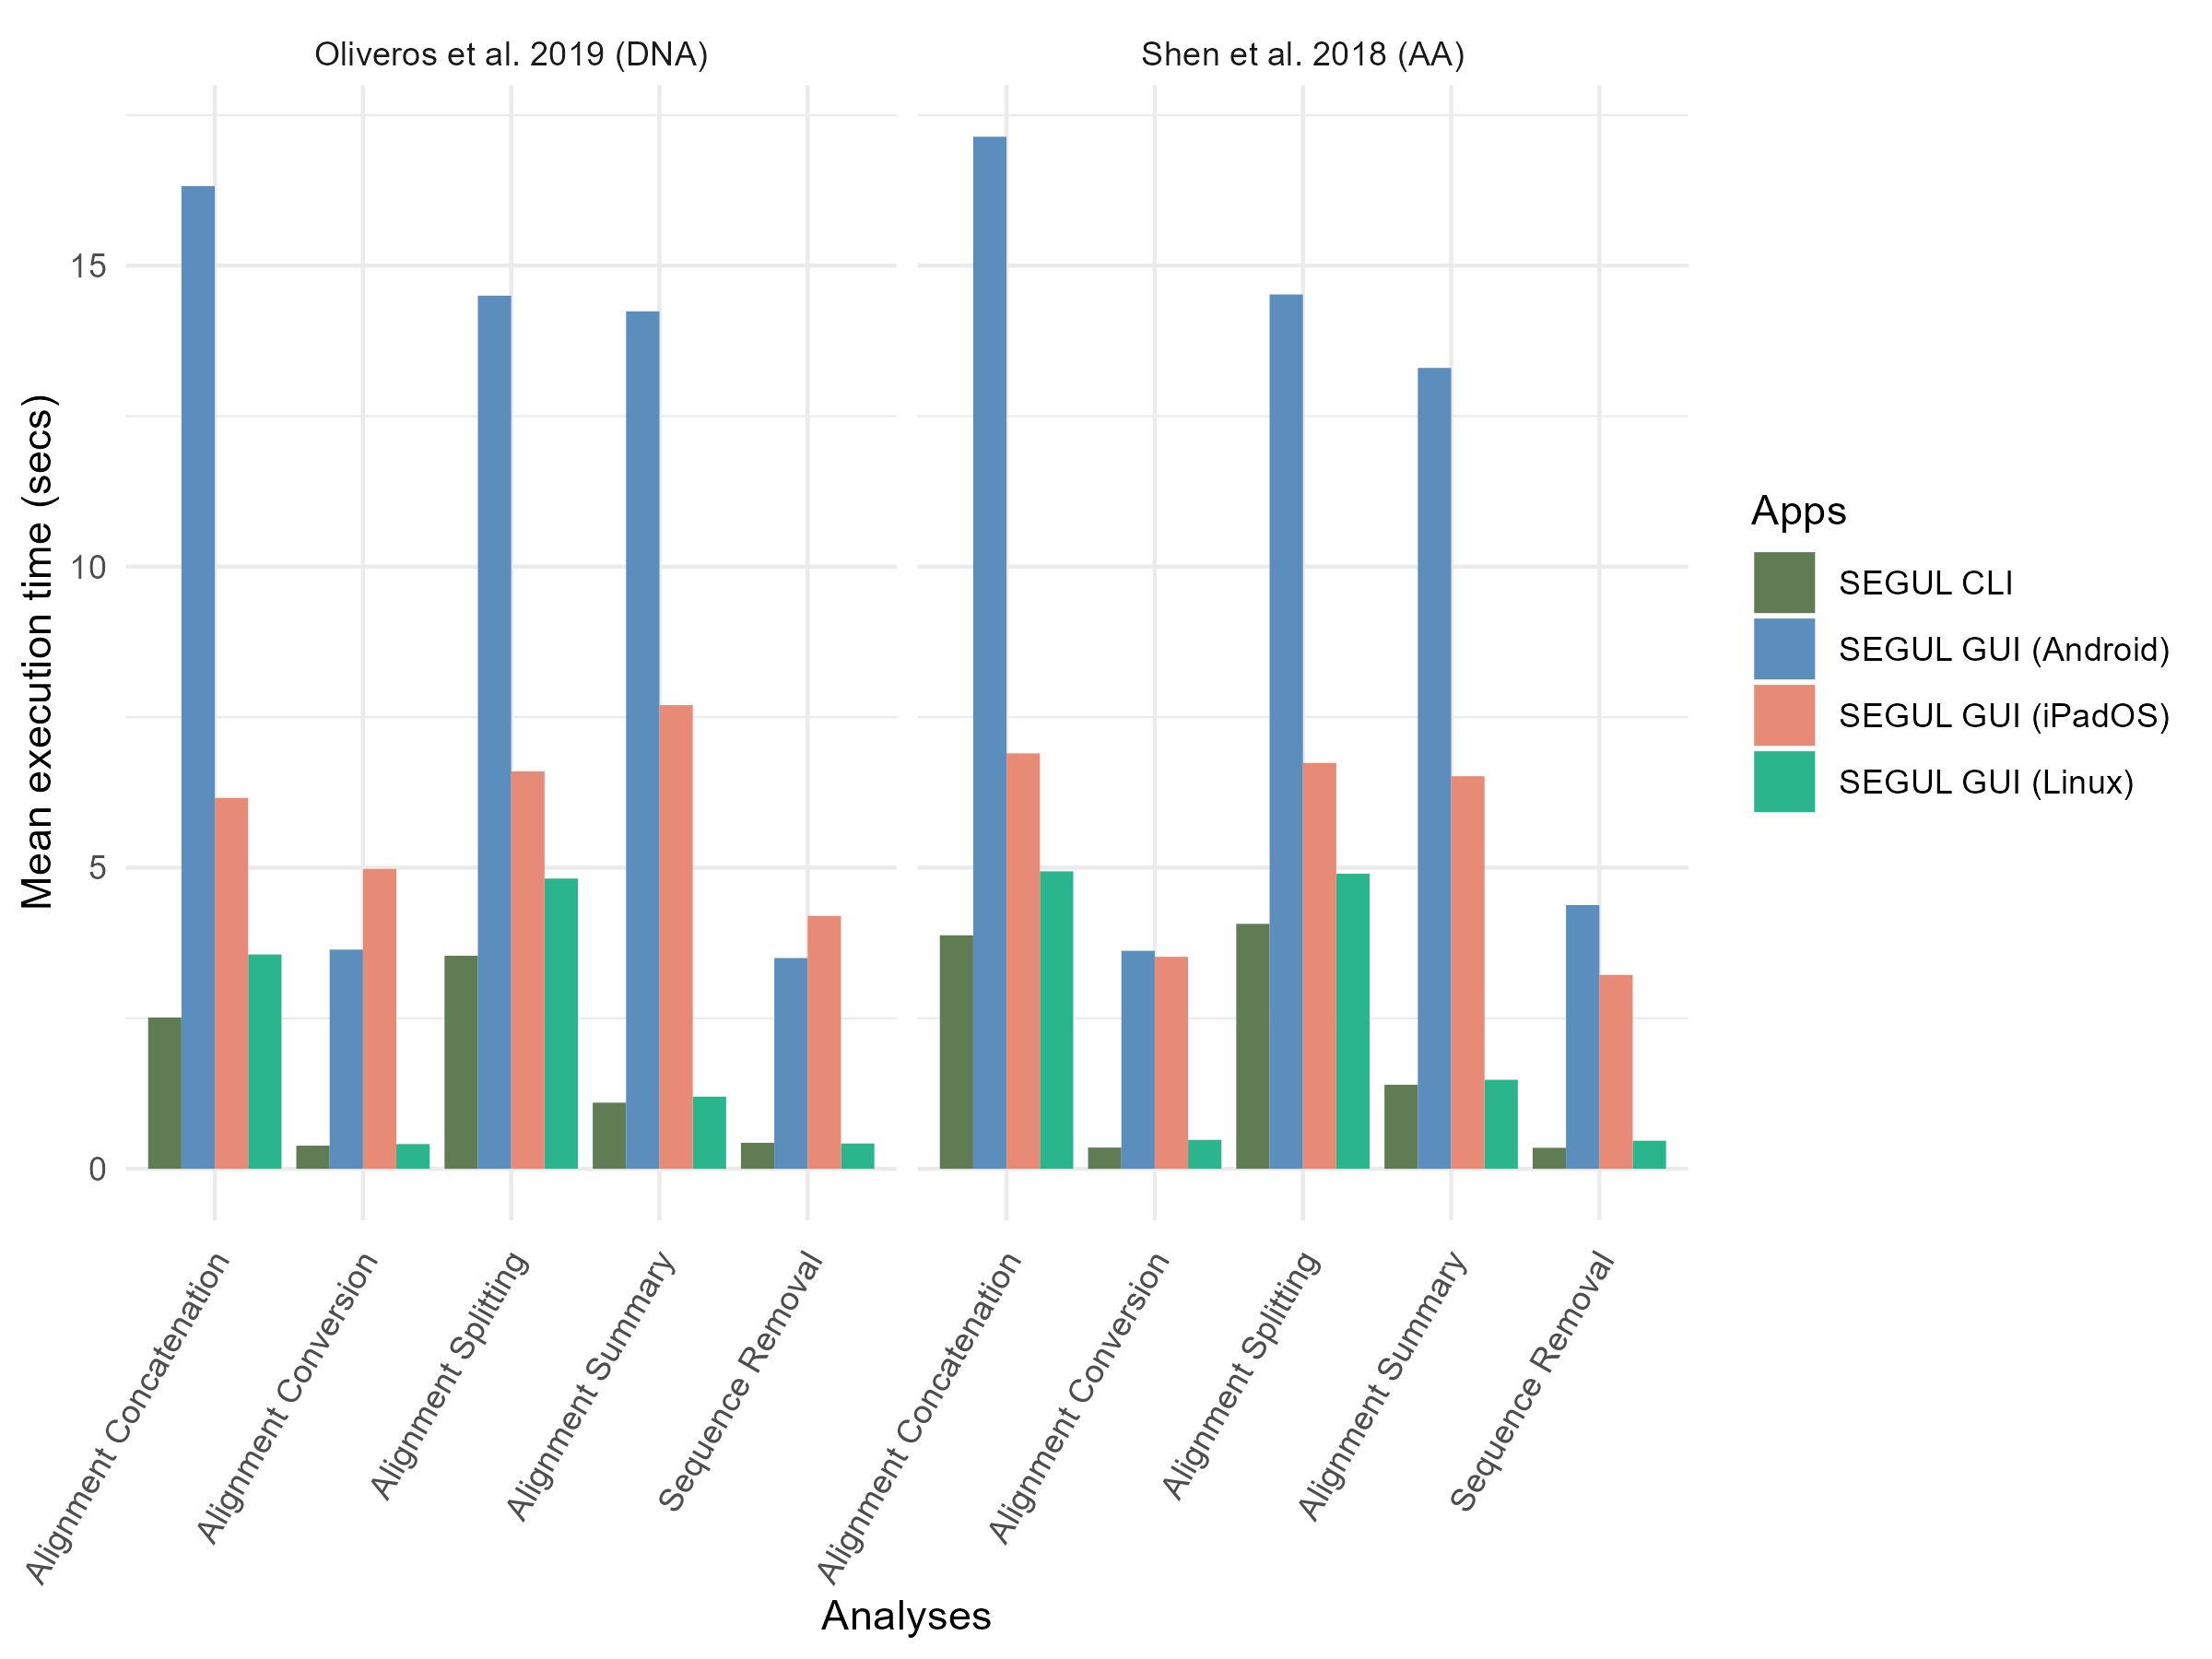 Oliveros et al. 2019 (DNA)
Shen et al. 2018 (AA)
Mean execution time (secs)
15
10
5
0
Alignment Concatenation
Alignment Conversion
Alignment Splitting
Alignment Summary
Sequence Removal
Alignment Concatenation
Alignment Conversion
Alignment Splitting
Alignment Summary
Sequence Removal
Analyses
Apps
SEGUL CLI
SEGUL GUI (Android)
SEGUL GUI (iPadOS)
SEGUL GUI (Linux)